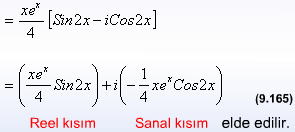 = xe^x/4 [Sin2x − iCos2x]
= (xe^x/4 Sin2x) + i(−1/4 xe^x Cos2x)
(9.165)
Reel kısım Sanal kısım elde edilir.